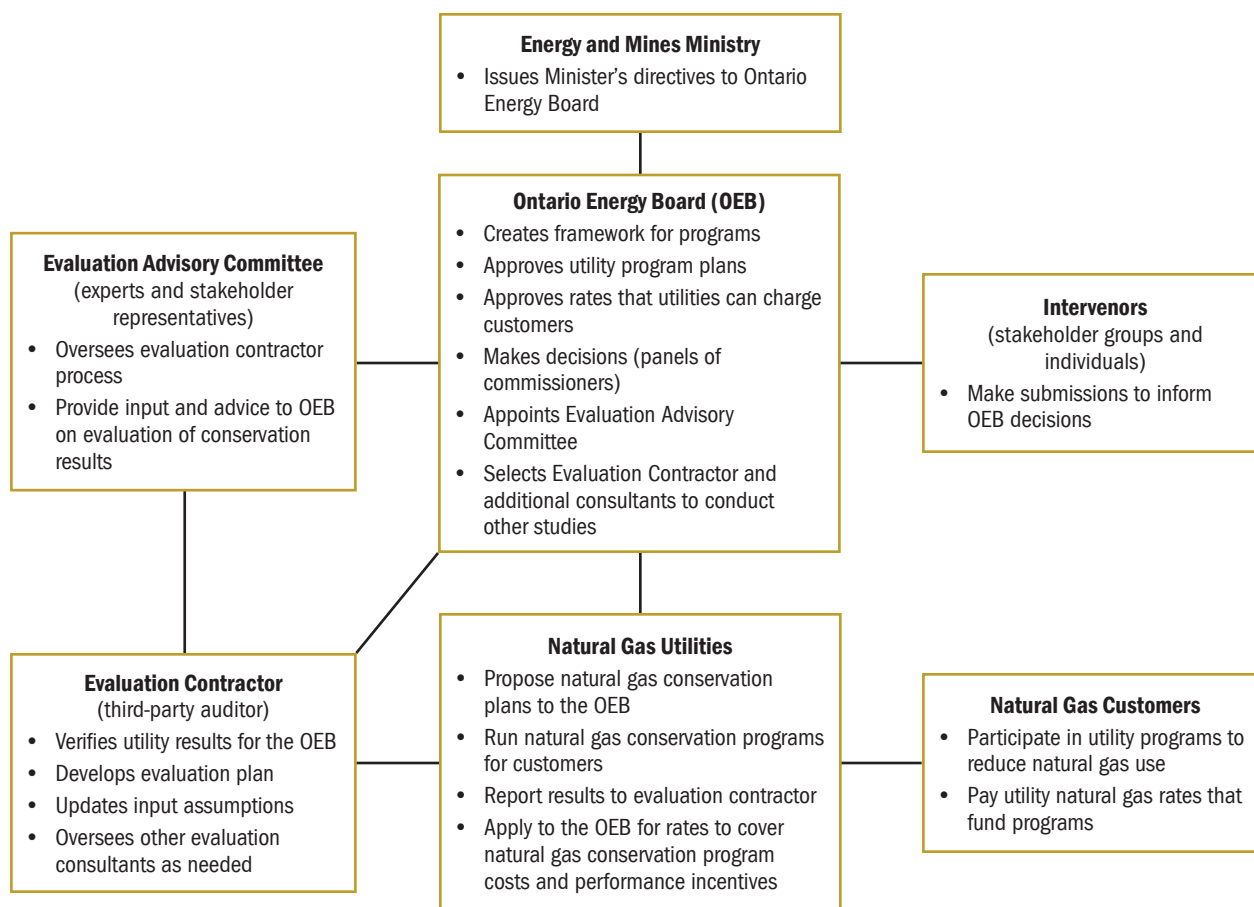 Energy and Mines Ministry
• Issues Minister's directives to Ontario
Energy Board
Ontario Energy Board (OEB)
• Creates framework for programs
• Approves utility program plans
• Approves rates that utilities can charge
customers
• Makes decisions (panels of
commissioners)
• Appoints Evaluation Advisory
Committee
• Selects Evaluation Contractor and
additional consultants to conduct
other studies
Evaluation Advisory Committee
(experts and stakeholder
representatives)
• Oversees evaluation contractor
process
• Provide input and advice to OEB
on evaluation of conservation
results
Intervenors
(stakeholder groups and
individuals)
• Make submissions to inform
OEB decisions
Evaluation Contractor
(third-party auditor)
• Verifies utility results for the OEB
• Develops evaluation plan
• Updates input assumptions
• Oversees other evaluation
consultants as needed
Natural Gas Utilities
• Propose natural gas conservation
plans to the OEB
• Run natural gas conservation programs
for customers
• Report results to evaluation contractor
• Apply to the OEB for rates to cover
natural gas conservation program
costs and performance incentives
Natural Gas Customers
• Participate in utility programs to
reduce natural gas use
• Pay utility natural gas rates that
fund programs